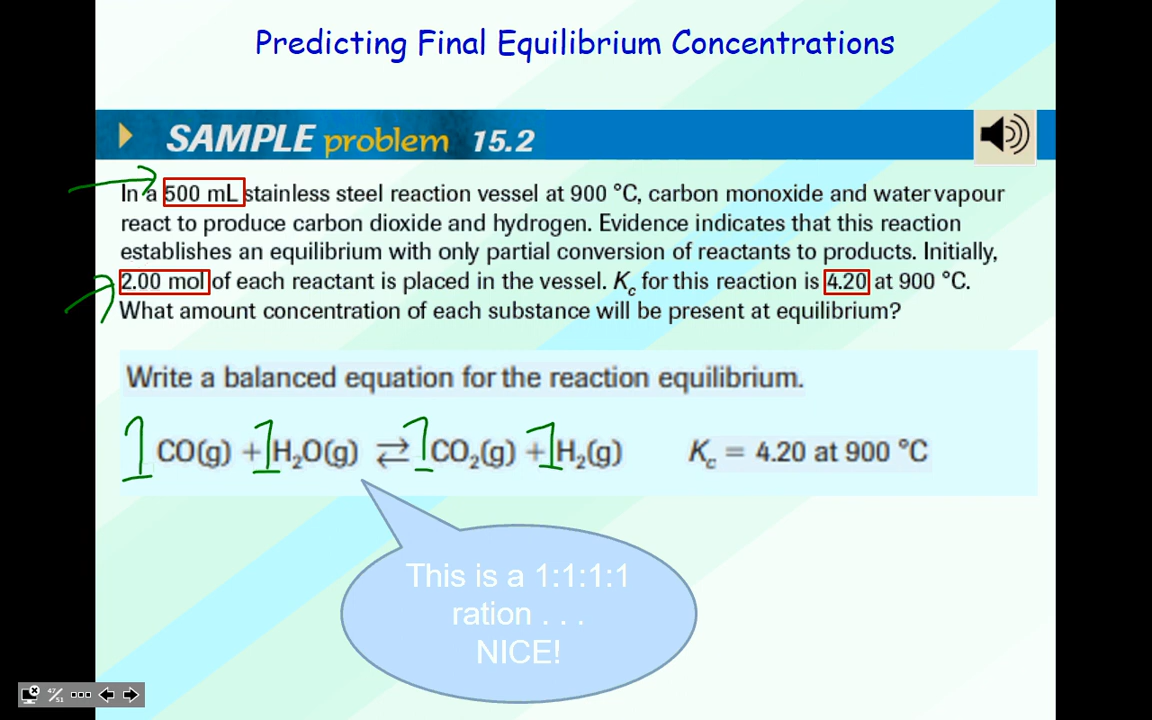 Predicting Final Equilibrium Concentrations
SAMPLE problem 15.2
In a 500 mL stainless steel reaction vessel at 900 °C, carbon monoxide and water vapour
react to produce carbon dioxide and hydrogen. Evidence indicates that this reaction
establishes an equilibrium with only partial conversion of reactants to products. Initially,
2.00 mol of each reactant is placed in the vessel. Kc for this reaction is 4.20 at 900 °C.
What amount concentration of each substance will be present at equilibrium?
Write a balanced equation for the reaction equilibrium.
1 CO(g) + 1 H₂O(g) ⇄ 1 CO₂(g) + 1 H₂(g) Kc = 4.20 at 900 °C
This is a 1:1:1:1
ration . . .
NICE!
47/51